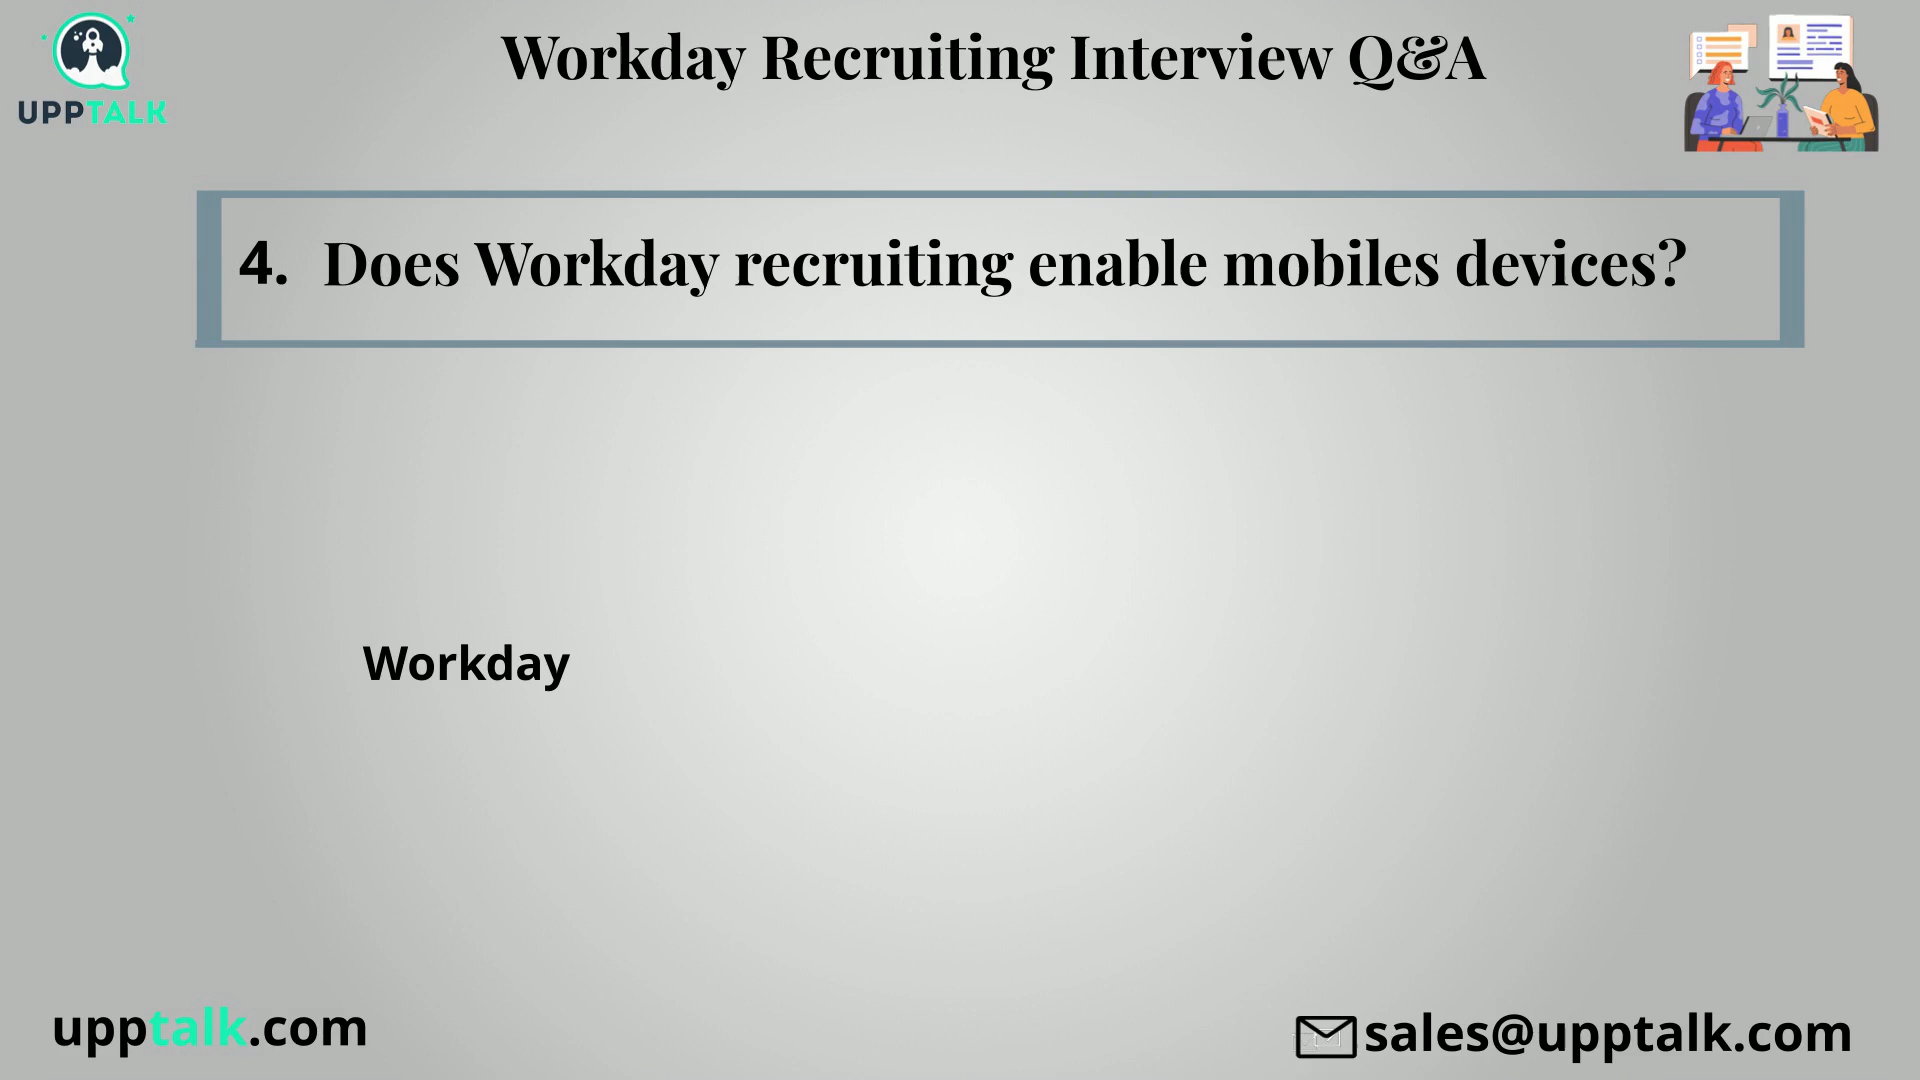 UPPTALK
Workday Recruiting Interview Q&A
4. Does Workday recruiting enable mobiles devices?
Workday
upptalk.com
sales@upptalk.com